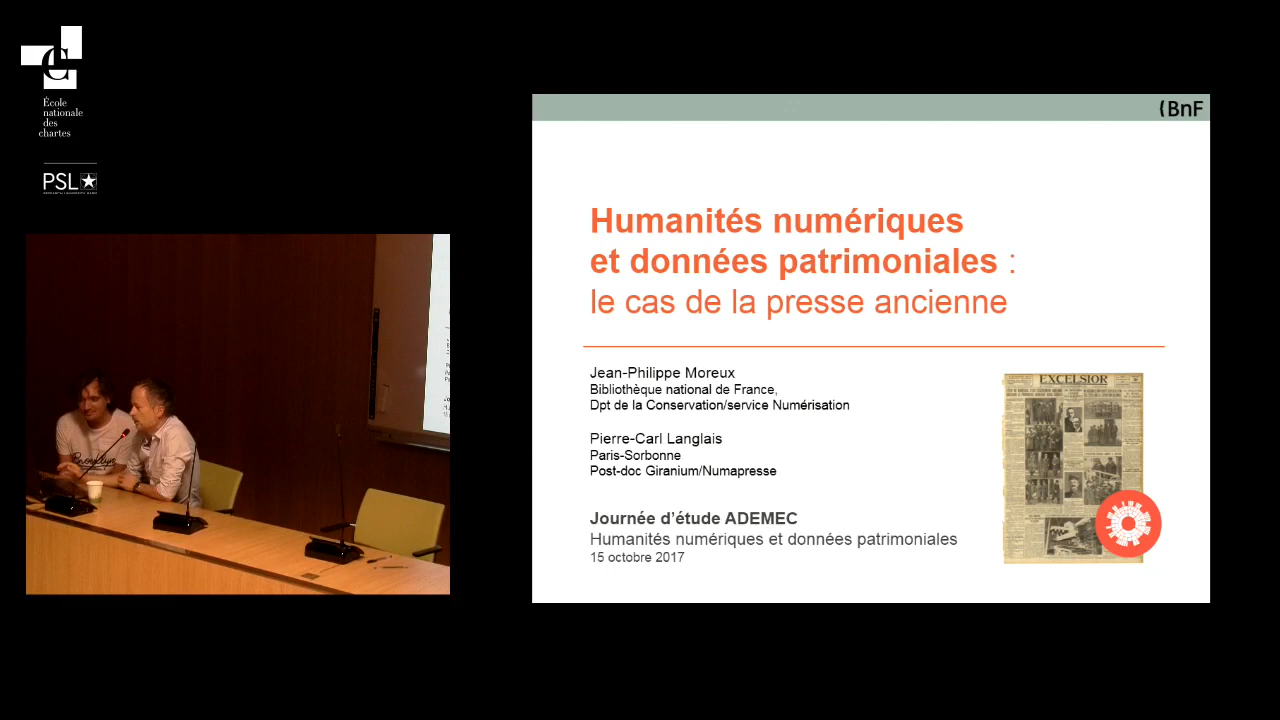 École
nationale
des
chartes
PSL
Brooklyn
(BnF
Humanités numériques
et données patrimoniales :
le cas de la presse ancienne
Jean-Philippe Moreux
Bibliothèque national de France,
Dpt de la Conservation/service Numérisation
Pierre-Carl Langlais
Paris-Sorbonne
Post-doc Giranium/Numapresse
EXCELSIOR
Journée d’étude ADEMEC
Humanités numériques et données patrimoniales
15 octobre 2017